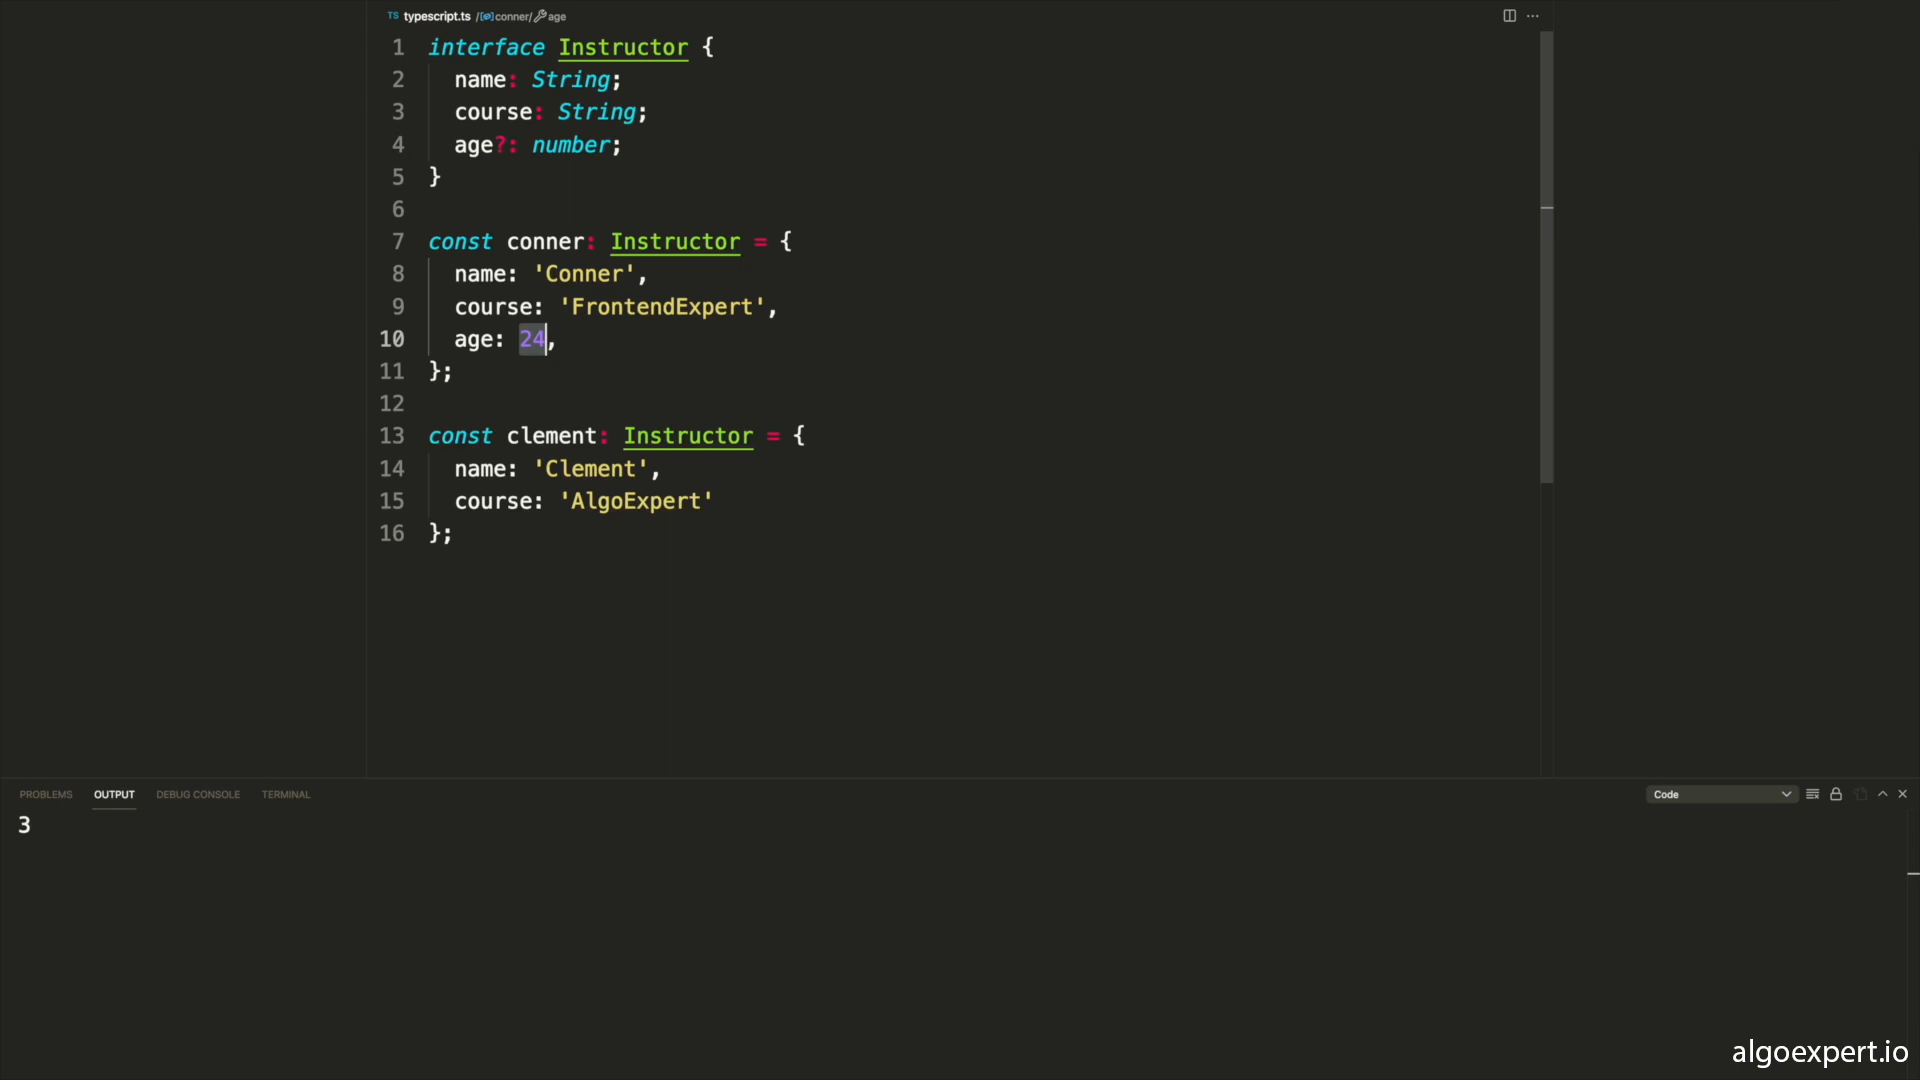 TS typescript.ts /[@]conner/age
1 interface Instructor {
2 name: String;
3 course: String;
4 age?: number;
5 }
6
7 const conner: Instructor = {
8 name: 'Conner',
9 course: 'FrontendExpert',
10 age: 24,
11 };
12
13 const clement: Instructor = {
14 name: 'Clement',
15 course: 'AlgoExpert'
16 };
PROBLEMS OUTPUT DEBUG CONSOLE TERMINAL Code
3
algoexpert.io